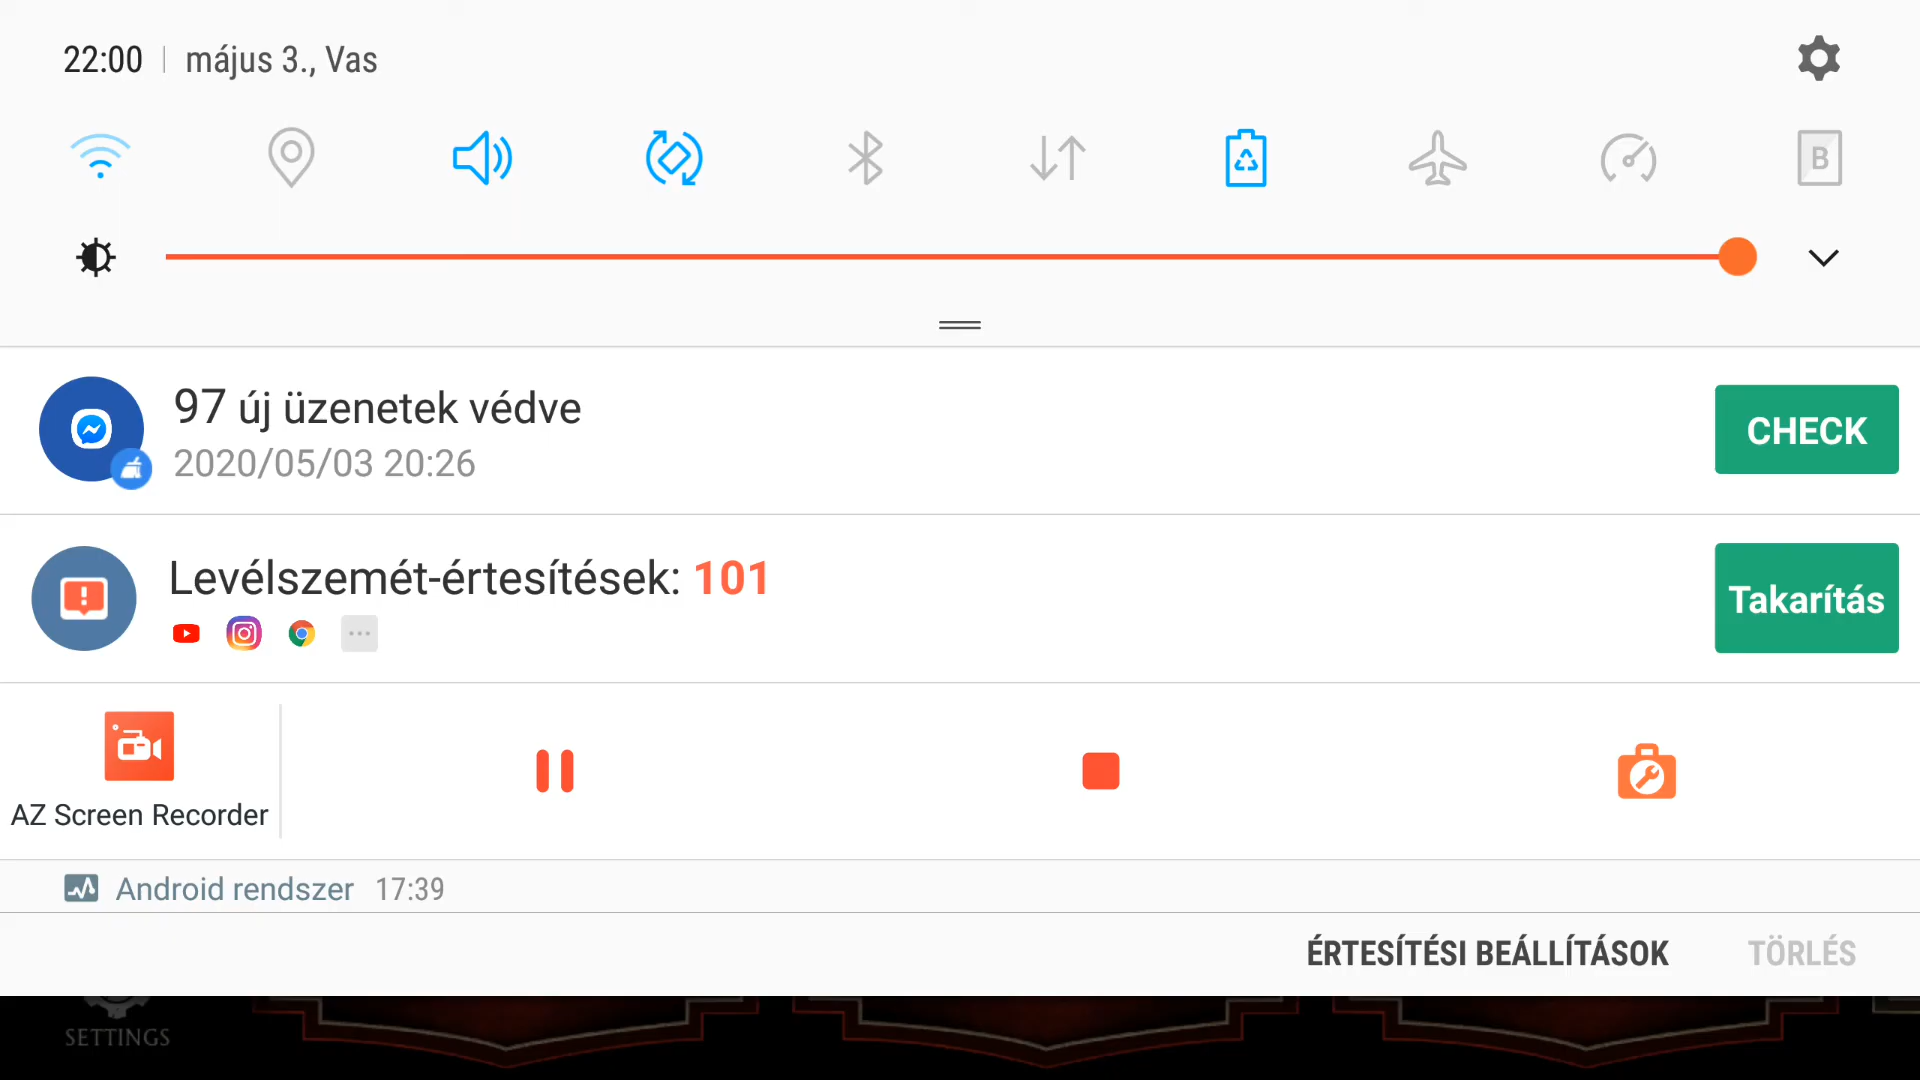 22:00 május 3., Vas
B
97 új üzenetek védve
2020/05/03 20:26
CHECK
Levélszemét-értesítések: 101
Takarítás
AZ Screen Recorder
Android rendszer 17:39
ÉRTESÍTÉSI BEÁLLÍTÁSOK TÖRLÉS
SETTINGS